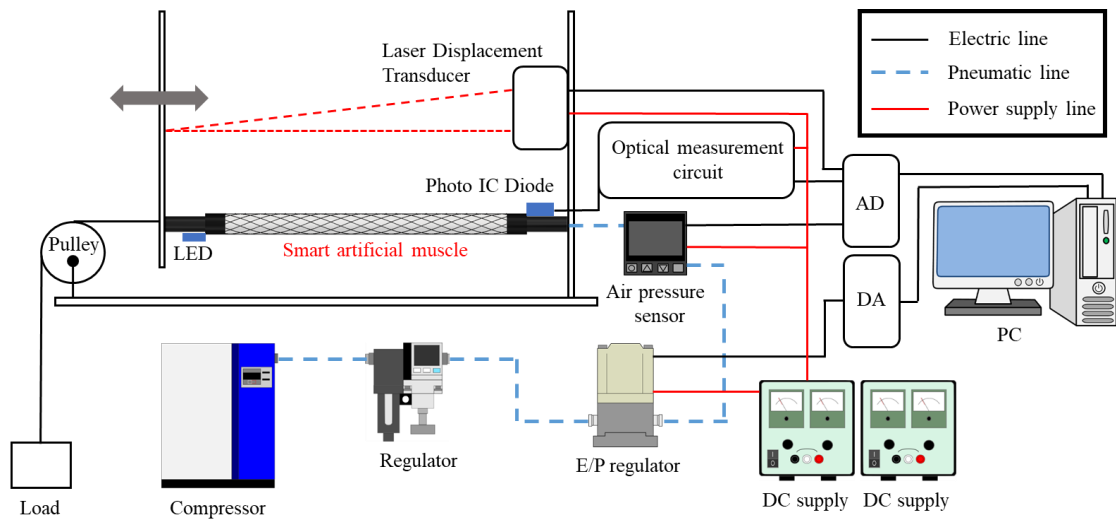 Laser Displacement
Transducer
Electric line
Pneumatic line
Power supply line
Optical measurement
circuit
Photo IC Diode
AD
Pulley
LED
Smart artificial muscle
Air pressure
sensor
DA
PC
Load
Compressor
Regulator
E/P regulator
DC supply
DC supply